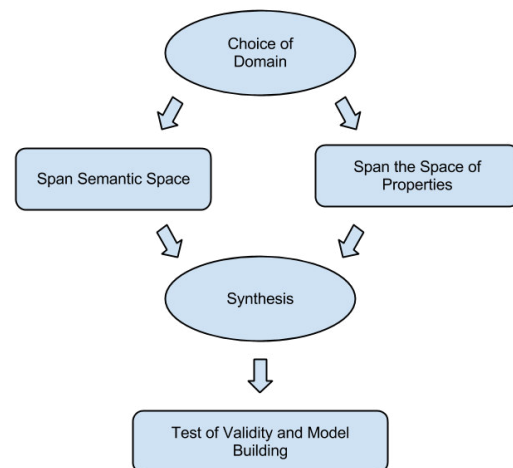 Choice of
Domain
Span Semantic Space
Span the Space of
Properties
Synthesis
Test of Validity and Model
Building